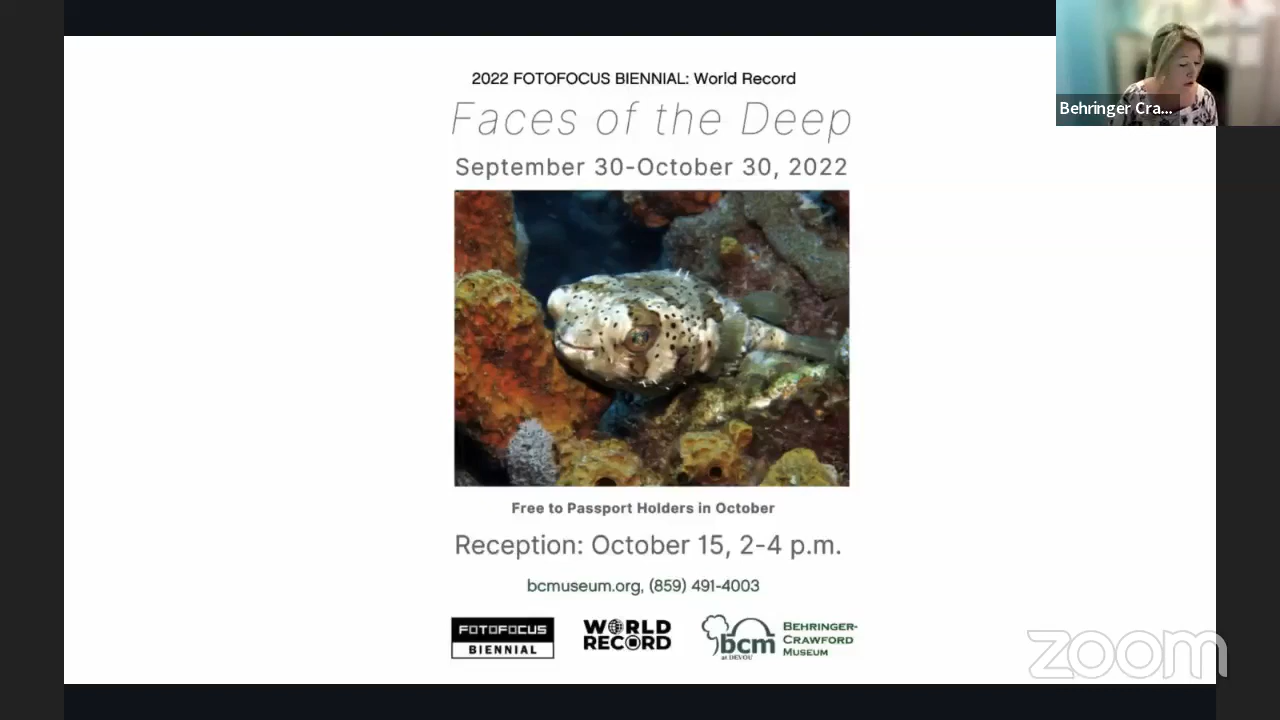 2022 FOTOFOCUS BIENNIAL: World Record
Faces of the Deep
September 30-October 30, 2022
Behringer Cra...
Free to Passport Holders in October
Reception: October 15, 2-4 p.m.
bcmuseum.org, (859) 491-4003
FOTOFOCUS
BIENNIAL
WORLD
RECORD
bcm
at DEVOU
BEHRINGER-
CRAWFORD
MUSEUM
zoom